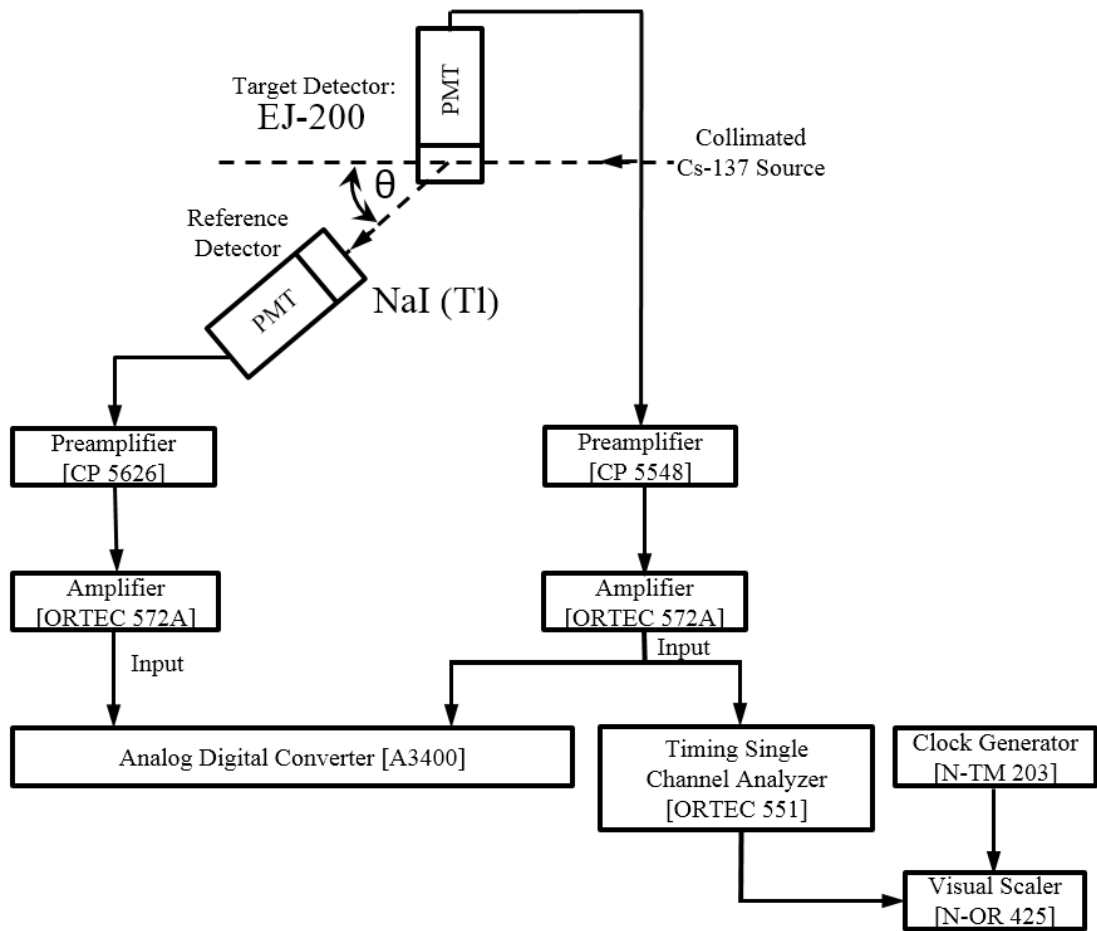 PMT
Target Detector:
EJ-200
Collimated
Cs-137 Source
θ
Reference
Detector
PMT
NaI (Tl)
Preamplifier
[CP 5626]
Preamplifier
[CP 5548]
Amplifier
[ORTEC 572A]
Amplifier
[ORTEC 572A]
Input
Input
Analog Digital Converter [A3400]
Timing Single
Channel Analyzer
[ORTEC 551]
Clock Generator
[N-TM 203]
Visual Scaler
[N-OR 425]